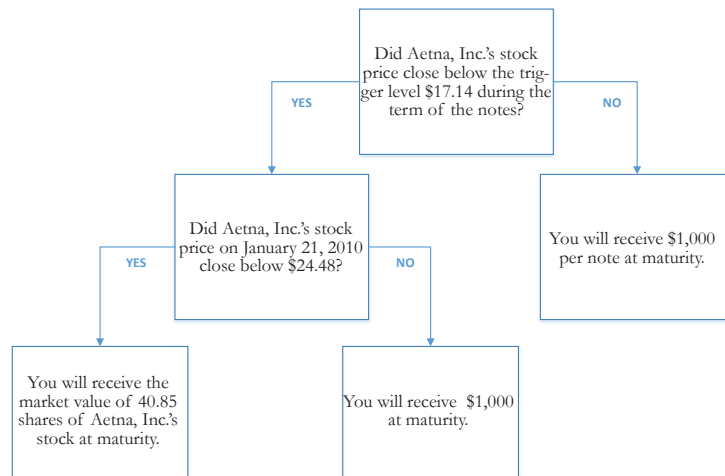 Did Aetna, Inc.'s stock
price close below the trig-
ger level $17.14 during the
term of the notes?
YES
NO
Did Aetna, Inc.'s stock
price on January 21, 2010
close below $24.48?
You will receive $1,000
per note at maturity.
YES
NO
You will receive the
market value of 40.85
shares of Aetna, Inc.'s
stock at maturity.
You will receive $1,000
at maturity.